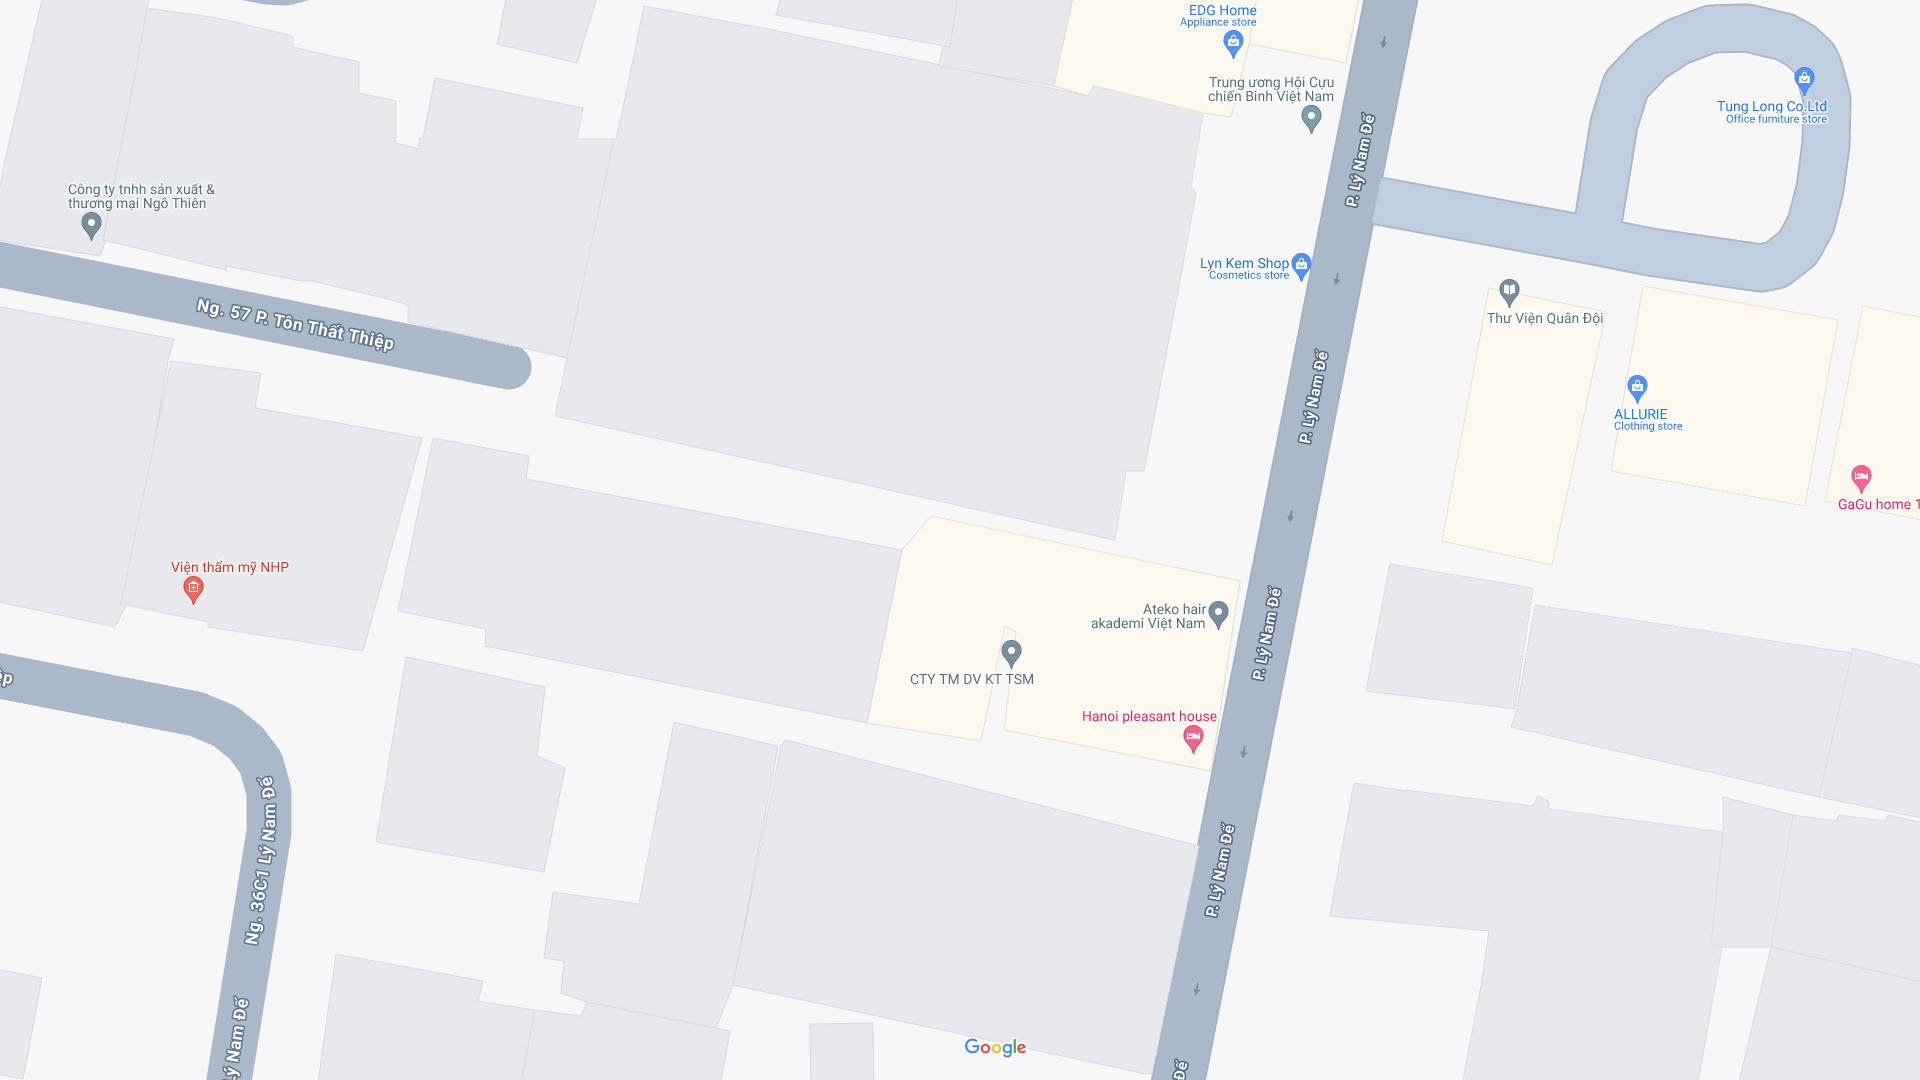 EDG Home
Appliance store
Trung ương Hội Cựu
chiến Binh Việt Nam
Tung Long Co.Ltd
Office furniture store
P. Lý Nam Đế
Công ty tnhh sản xuất &
thương mại Ngô Thiên
Lyn Kem Shop
Cosmetics store
Thư Viện Quân Đội
Ng. 57 P. Tôn Thất Thiệp
P. Lý Nam Đế
ALLURIE
Clothing store
GaGu home 1
Viện thẩm mỹ NHP
Ateko hair
akademi Việt Nam
P. Lý Nam Đế
CTY TM DV KT TSM
ệp
Hanoi pleasant house
Ng. 36C1 Lý Nam Đế
P. Lý Nam Đế
Lý Nam Đế
Google
Đế